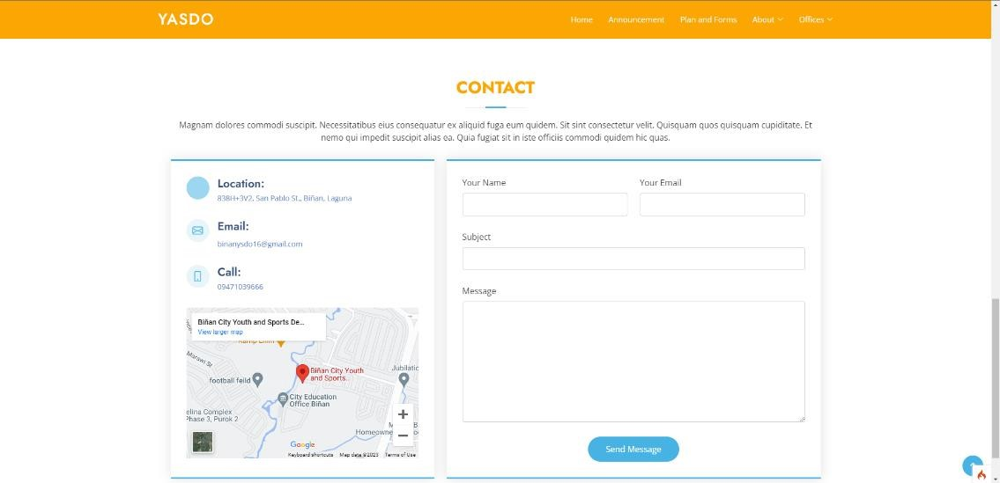 YASDO
Home Announcement Plan and Forms About Offices
CONTACT
Magnam dolores commodi suscipit. Necessitatibus eius consequatur ex aliquid fuga eum quidem. Sit sint consectetur velit. Quisquam quos quisquam cupiditate. Et
nemo qui impedit suscipit alias ea. Quia fugiat sit in iste officiis commodi quidem hic quas.
Location:
838H+3V2, San Pablo St., Biñan, Laguna
Email:
binanysdo16@gmail.com
Call:
09471039666
Biñan City Youth and Sports De...
View larger map
Marawi St
football feild
Biñan City Youth
and Sports...
Jubilatic
City Education
Office Biñan
elina Complex
Phase 3, Purok 2
Homeowne
Google
Keyboard shortcuts Map data ©2023 Terms of Use
Your Name
Your Email
Subject
Message
Send Message